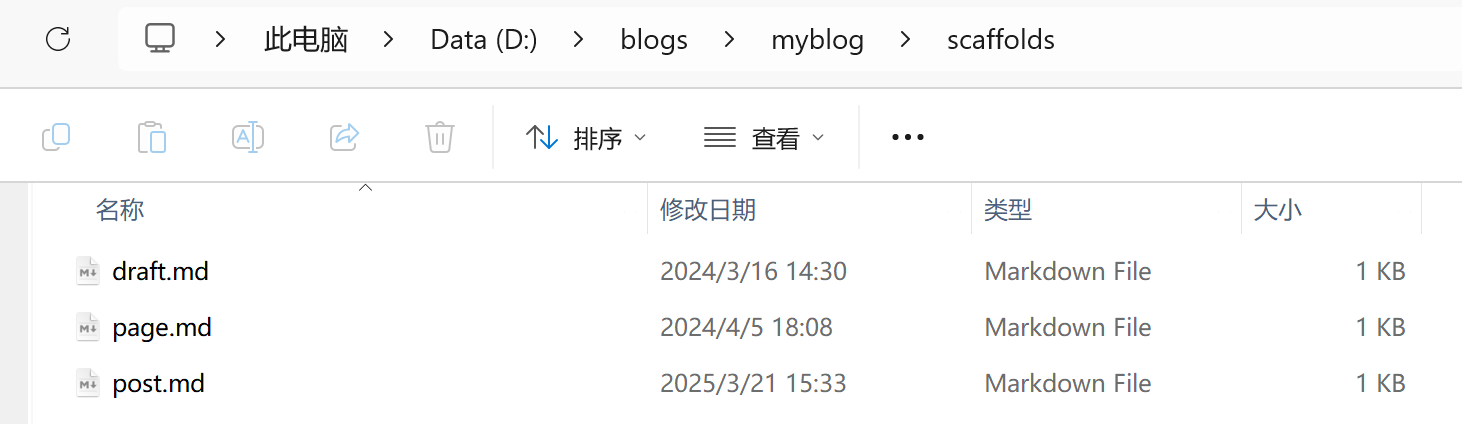 此电脑 Data (D:) blogs myblog scaffolds
排序 查看
名称 修改日期 类型 大小
draft.md 2024/3/16 14:30 Markdown File 1 KB
page.md 2024/4/5 18:08 Markdown File 1 KB
post.md 2025/3/21 15:33 Markdown File 1 KB